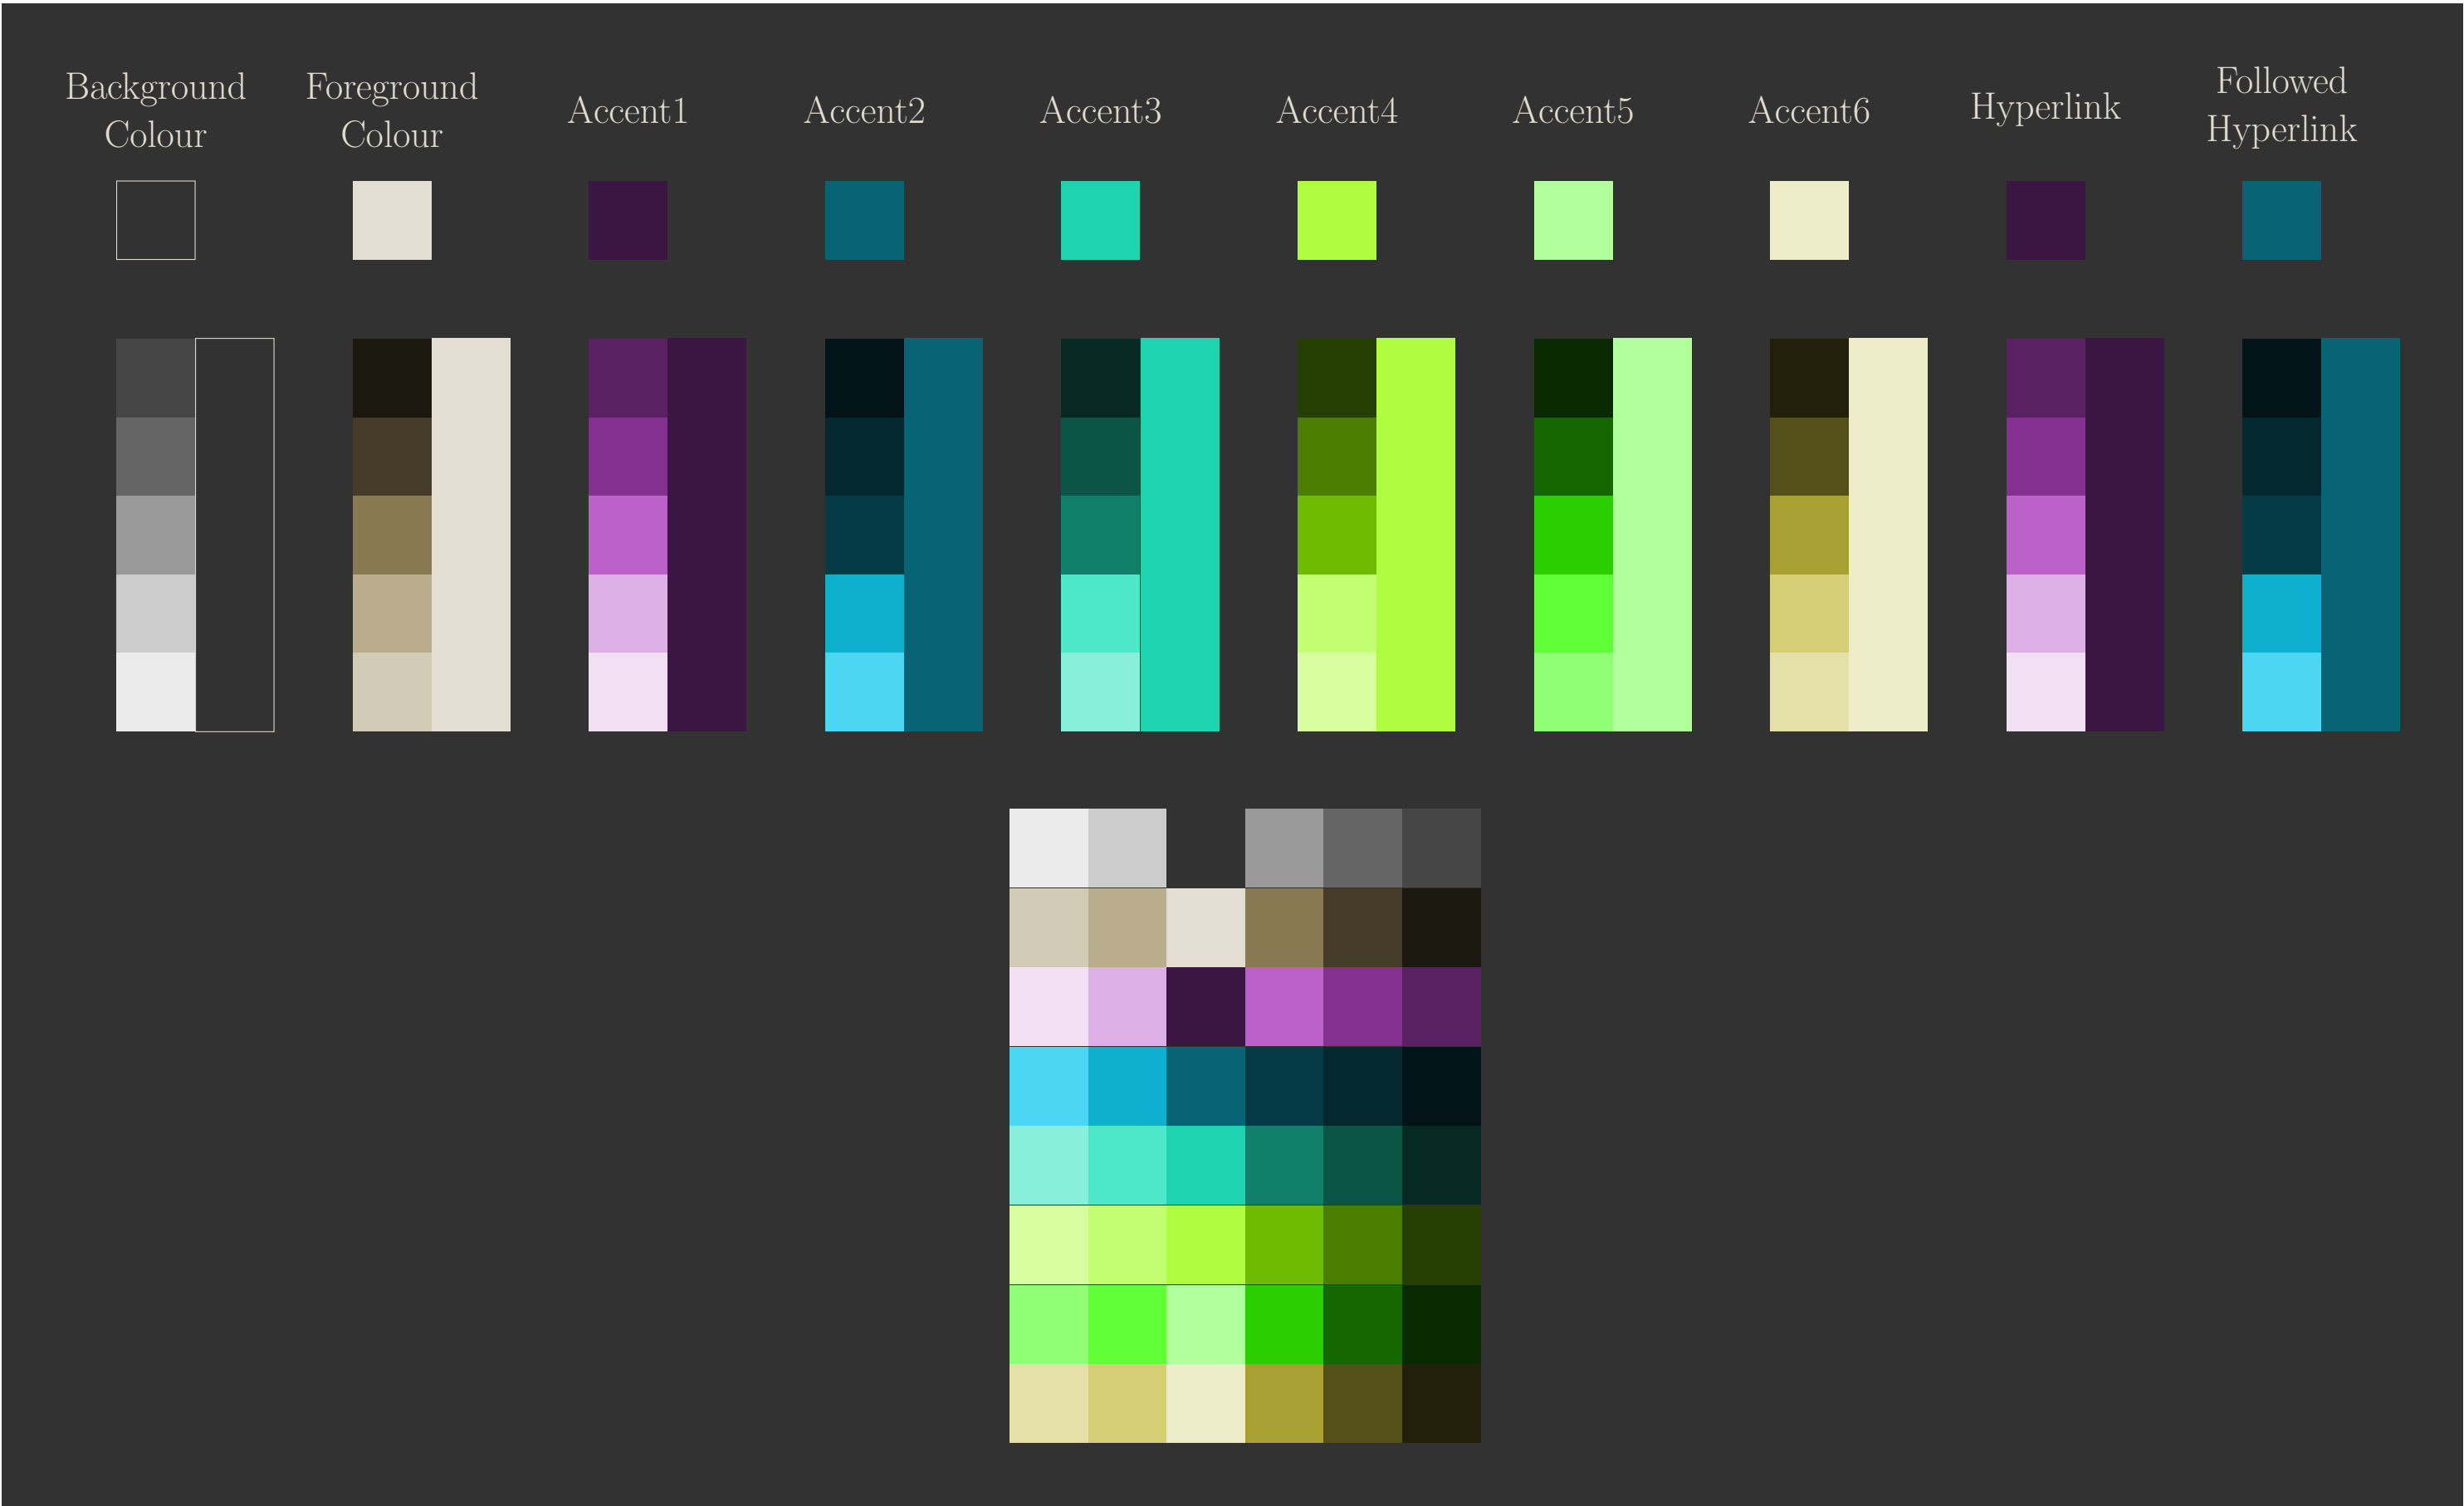 Background
Colour
Foreground
Colour
Accent1
Accent2
Accent3
Accent4
Accent5
Accent6
Hyperlink
Followed
Hyperlink